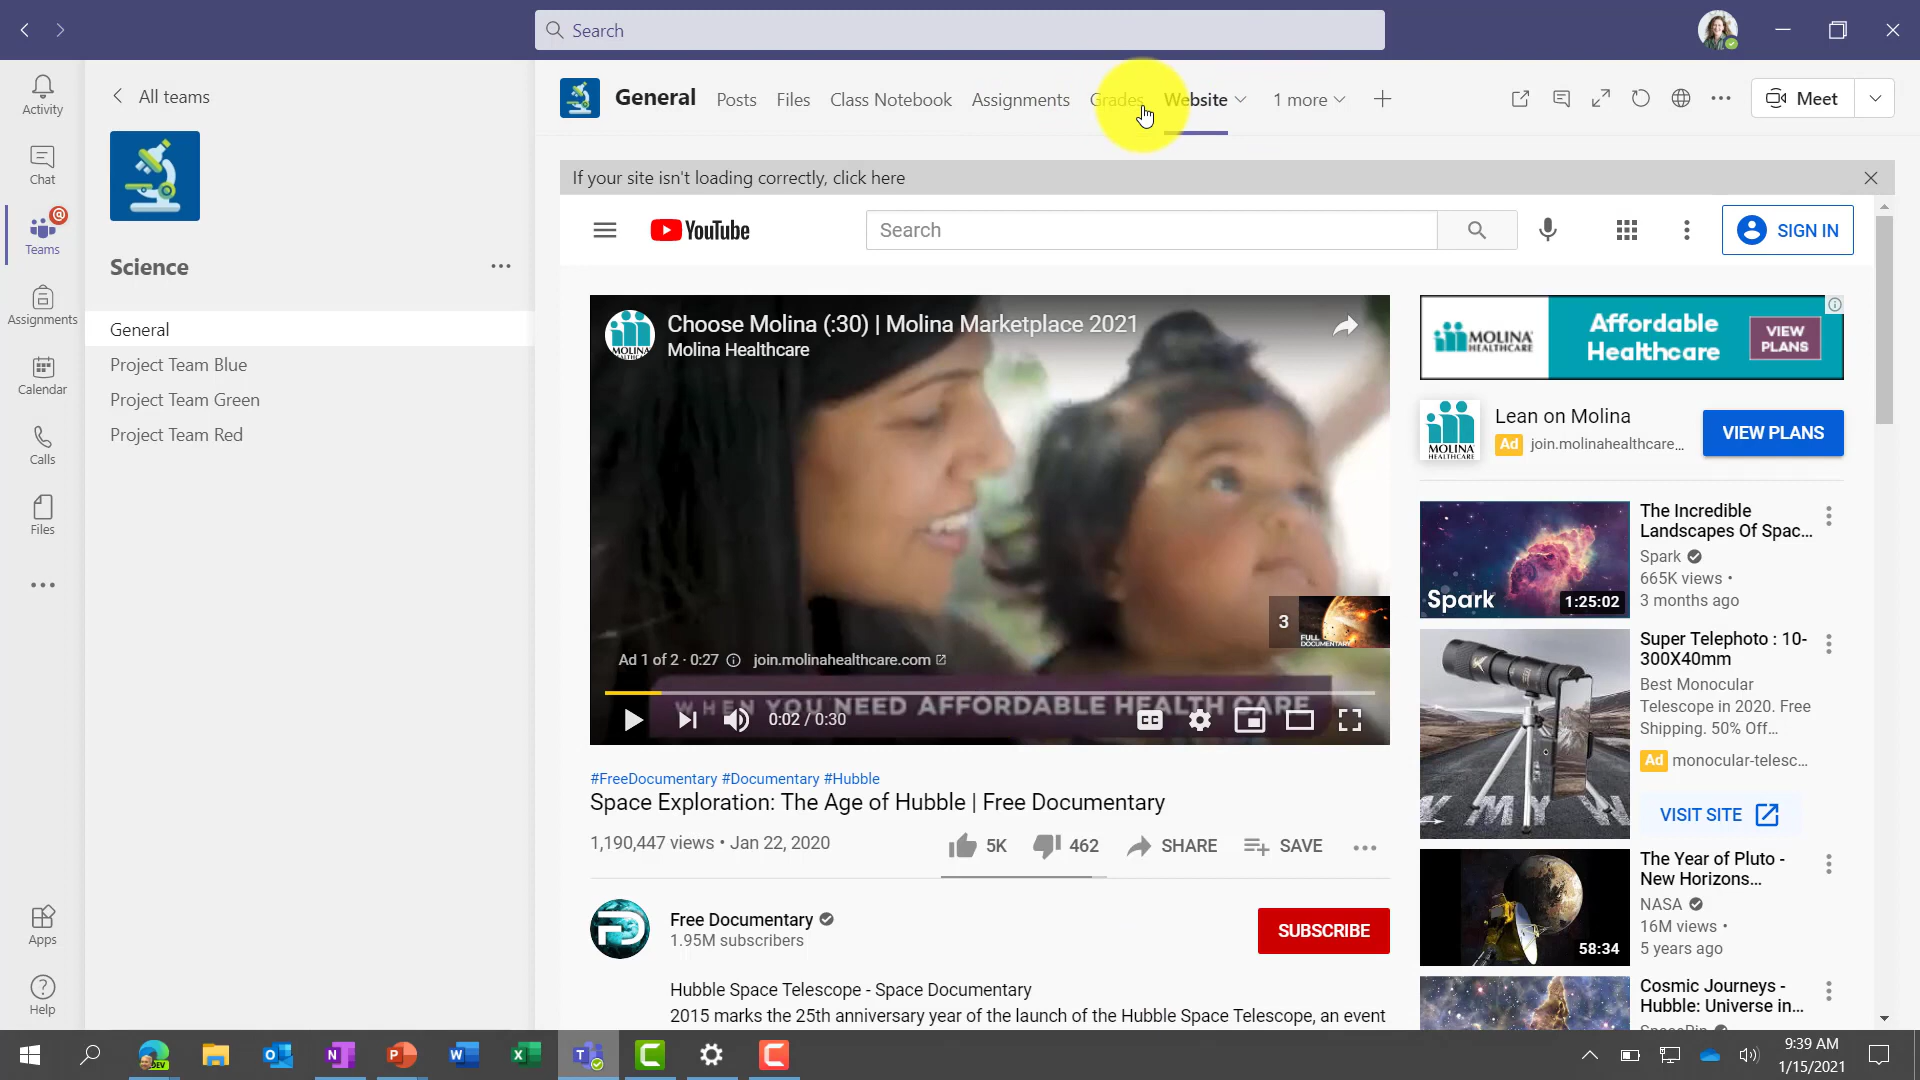 Search
Activity
Chat
@
Teams
Assignments
Calendar
Calls
Files
Apps
Help
All teams
Science
General
Project Team Blue
Project Team Green
Project Team Red
General Posts Files Class Notebook Assignments Grades Website 1 more Meet
If your site isn't loading correctly, click here
YouTube Search SIGN IN
Choose Molina (:30) | Molina Marketplace 2021
Molina Healthcare
MOLINA
3
FULL
DOCUMENTARY
Ad 1 of 2 · 0:27 join.molinahealthcare.com
WHEN YOU NEED AFFORDABLE HEALTH CARE
0:02 / 0:30
CC
#FreeDocumentary #Documentary #Hubble
Space Exploration: The Age of Hubble | Free Documentary
1,190,447 views • Jan 22, 2020
5K 462 SHARE SAVE
Free Documentary
1.95M subscribers
SUBSCRIBE
Hubble Space Telescope - Space Documentary
2015 marks the 25th anniversary year of the launch of the Hubble Space Telescope, an event
MOLINA
HEALTHCARE
Affordable
Healthcare
VIEW
PLANS
MOLINA
HEALTHCARE
Lean on Molina
Ad join.molinahealthcare...
VIEW PLANS
Spark
1:25:02
The Incredible
Landscapes Of Spac...
Spark
665K views •
3 months ago
Super Telephoto : 10-
300X40mm
Best Monocular
Telescope in 2020. Free
Shipping. 50% Off...
Ad monocular-telesc...
VISIT SITE
58:34
The Year of Pluto -
New Horizons...
NASA
16M views •
5 years ago
Cosmic Journeys -
Hubble: Universe in...
DEV
9:39 AM
1/15/2021